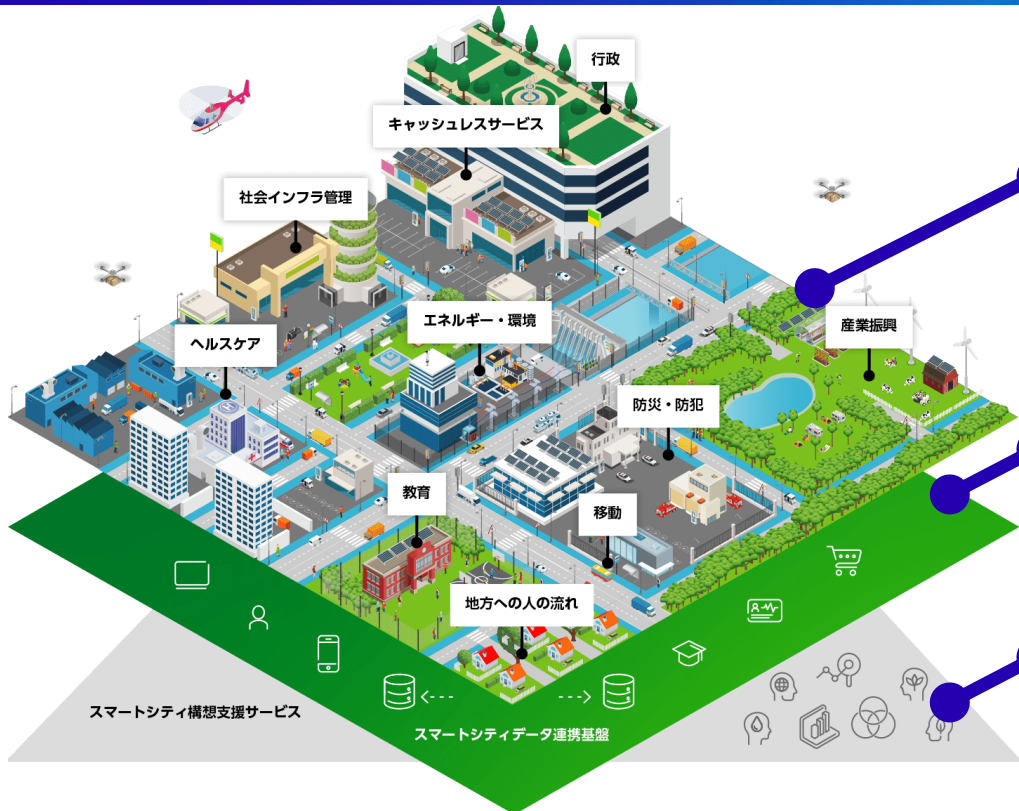 行政
キャッシュレスサービス
社会インフラ管理
エネルギー・環境
産業振興
ヘルスケア
防災・防犯
教育
移動
地方への人の流れ
スマートシティ構想支援サービス
スマートシティデータ連携基盤